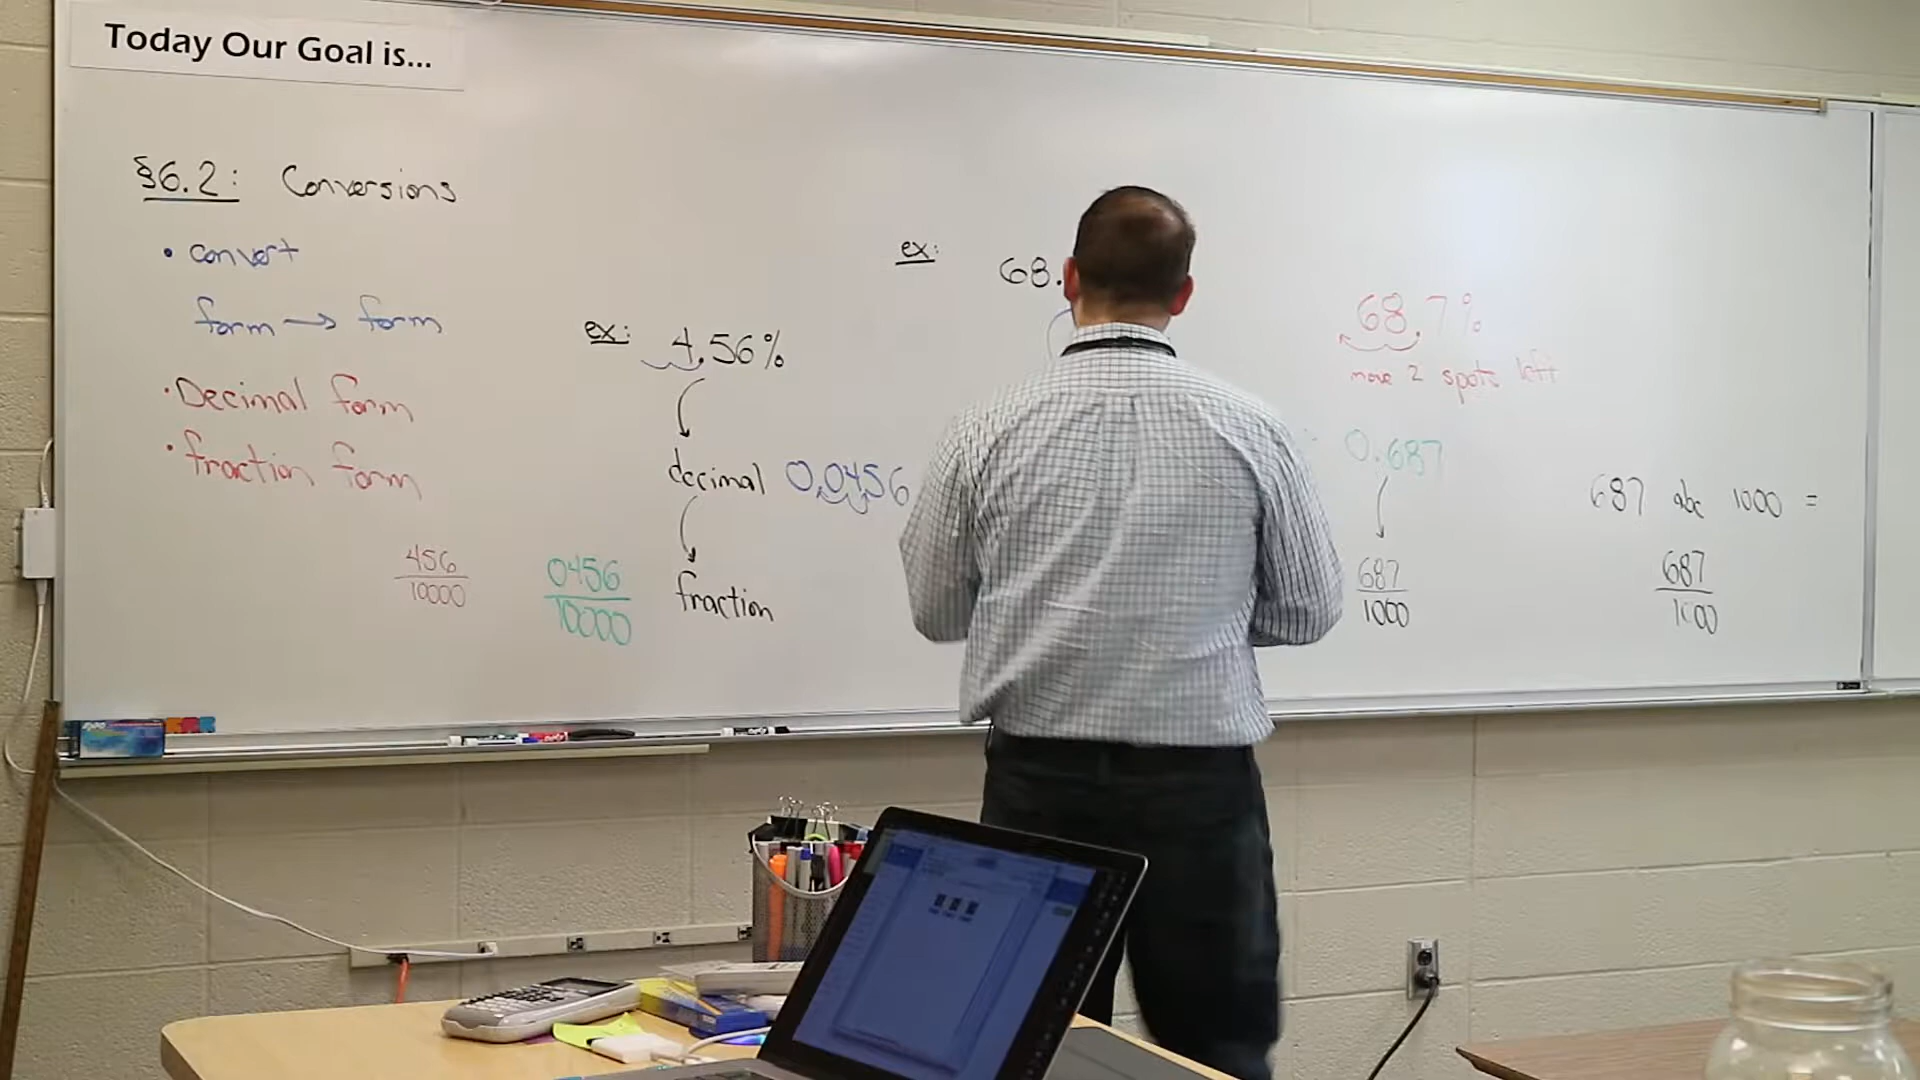 Today Our Goal is...
§6.2: Conversions
• convert
form → form
• Decimal form
• fraction form
456
10000
0456
10000
ex: 4.56%
decimal 0.0456
fraction
ex: 68.
68.7%
move 2 spots left
0.687
687
1000
687 abc 1000 =
687
1000